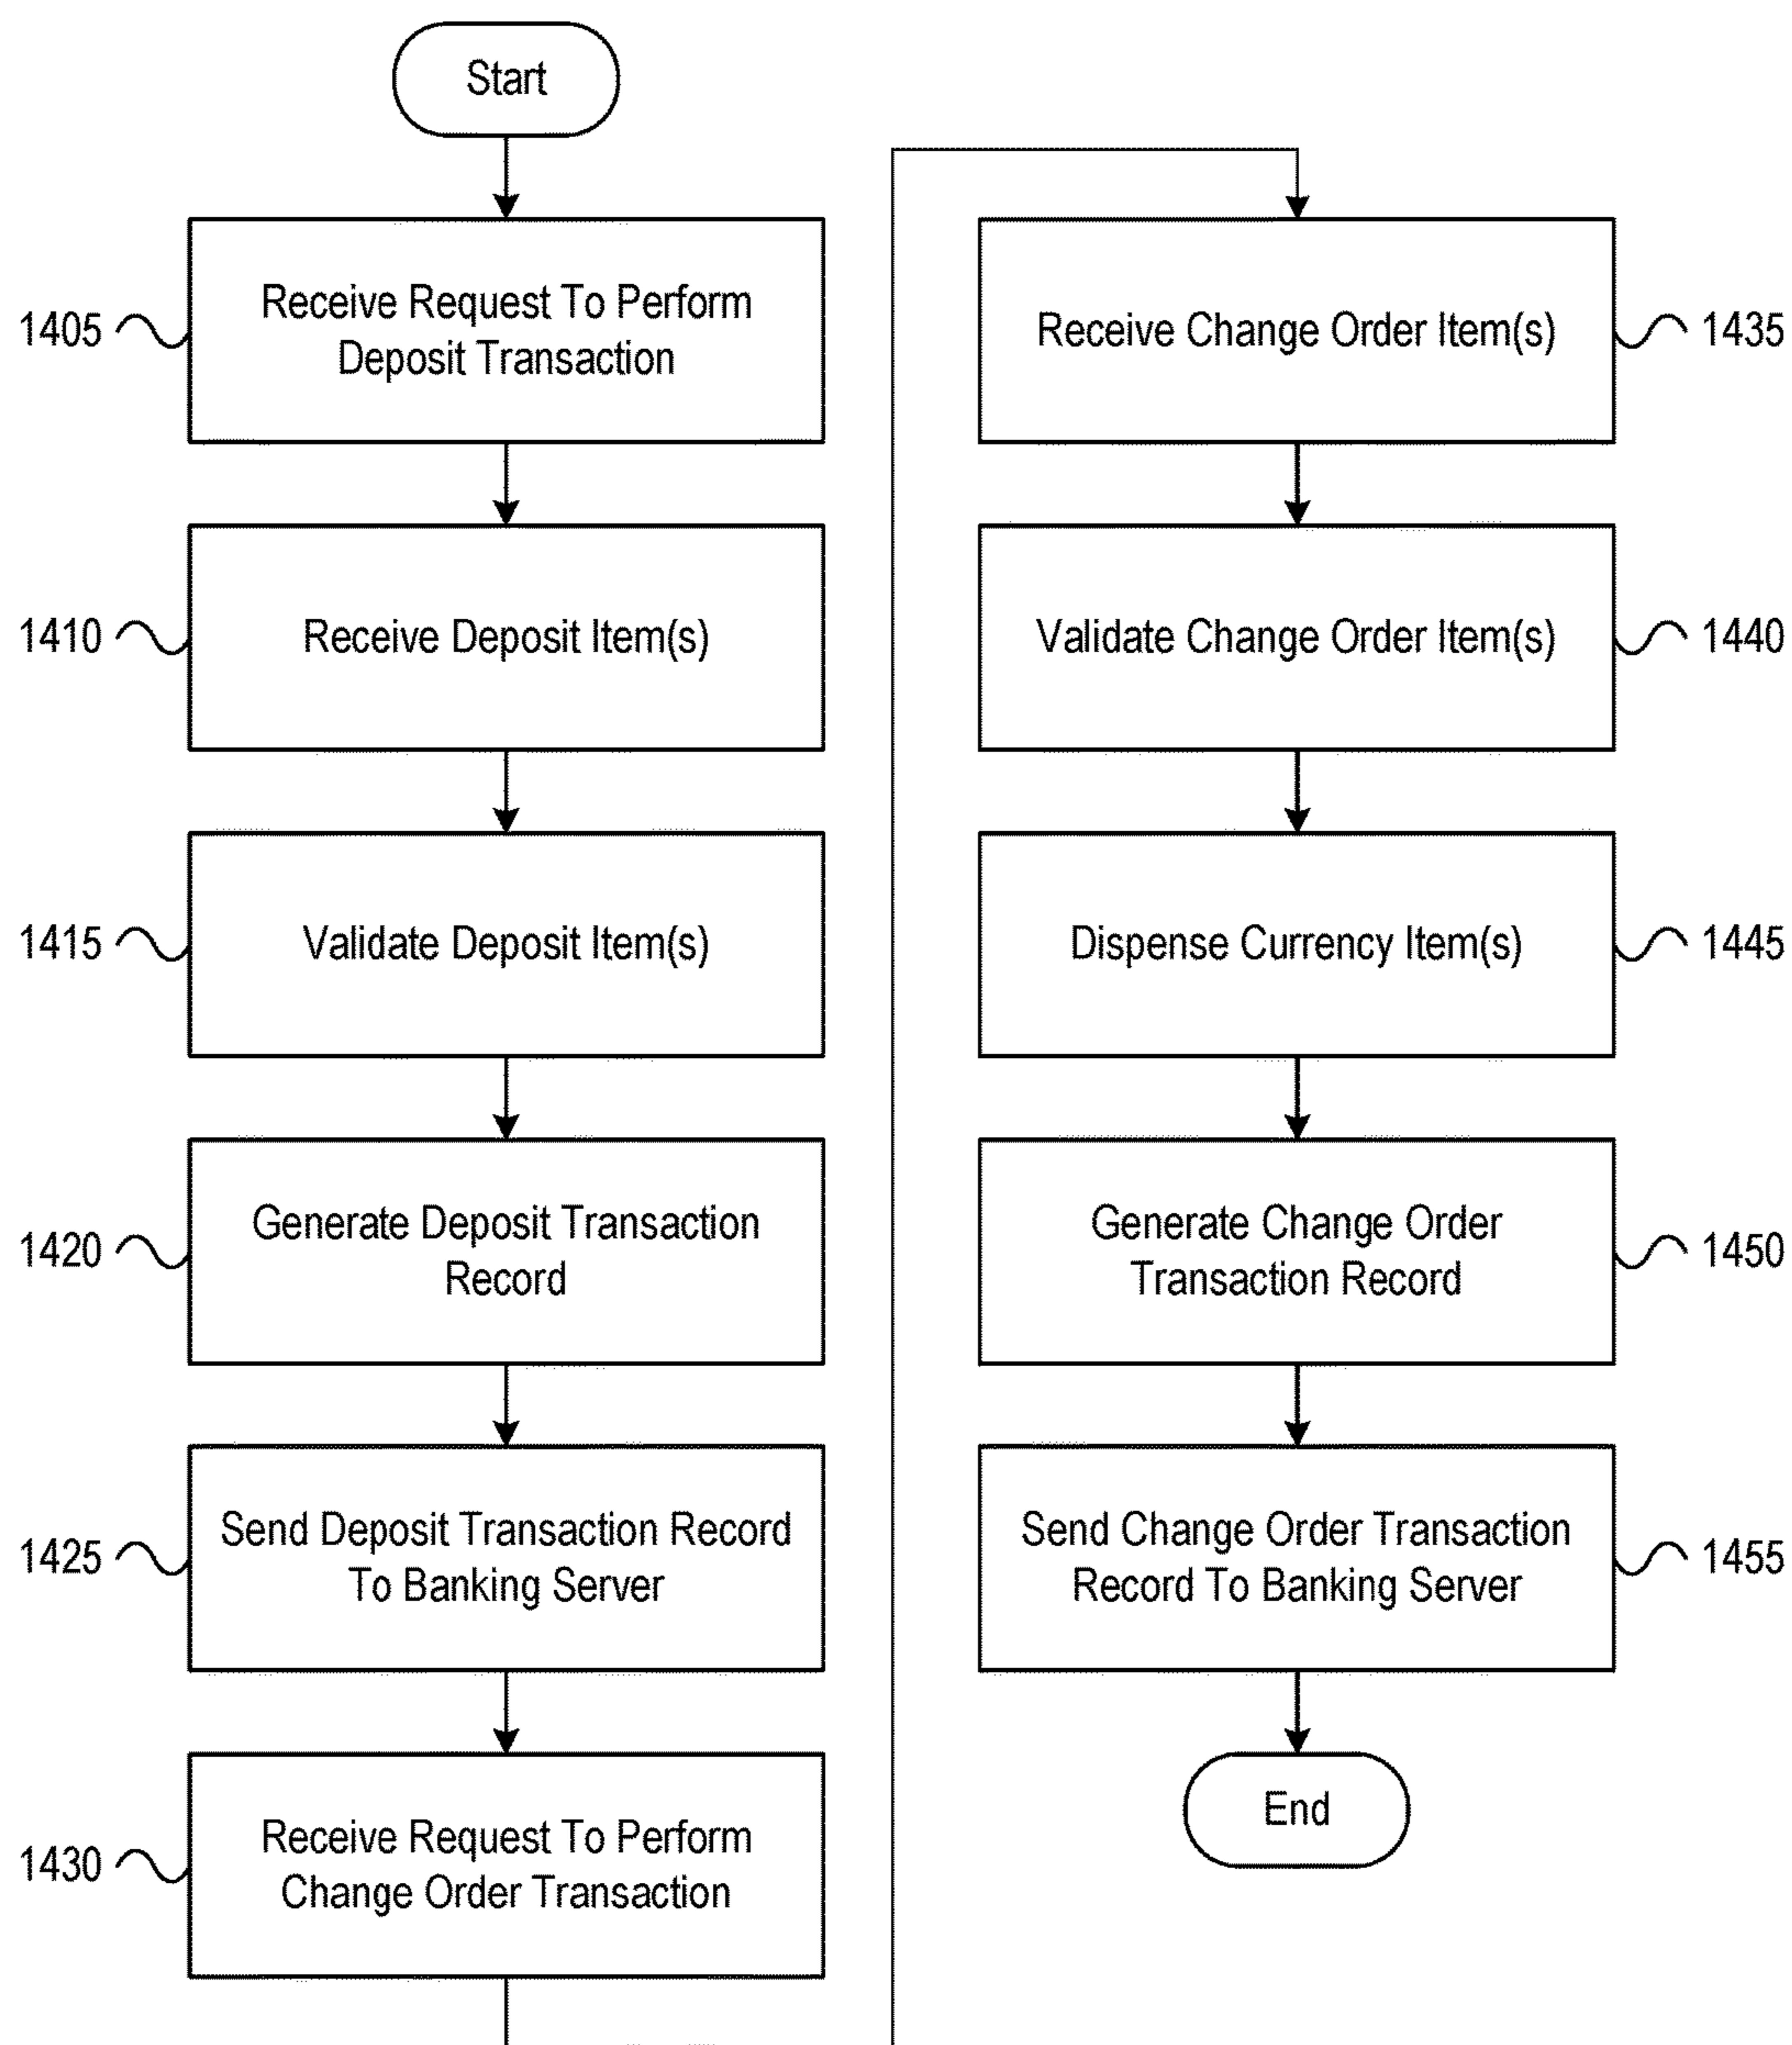 Start
1405
Receive Request To Perform
Deposit Transaction
1410
Receive Deposit Item(s)
1415
Validate Deposit Item(s)
1420
Generate Deposit Transaction
Record
1425
Send Deposit Transaction Record
To Banking Server
1430
Receive Request To Perform
Change Order Transaction
Receive Change Order Item(s)
1435
Validate Change Order Item(s)
1440
Dispense Currency Item(s)
1445
Generate Change Order
Transaction Record
1450
Send Change Order Transaction
Record To Banking Server
1455
End